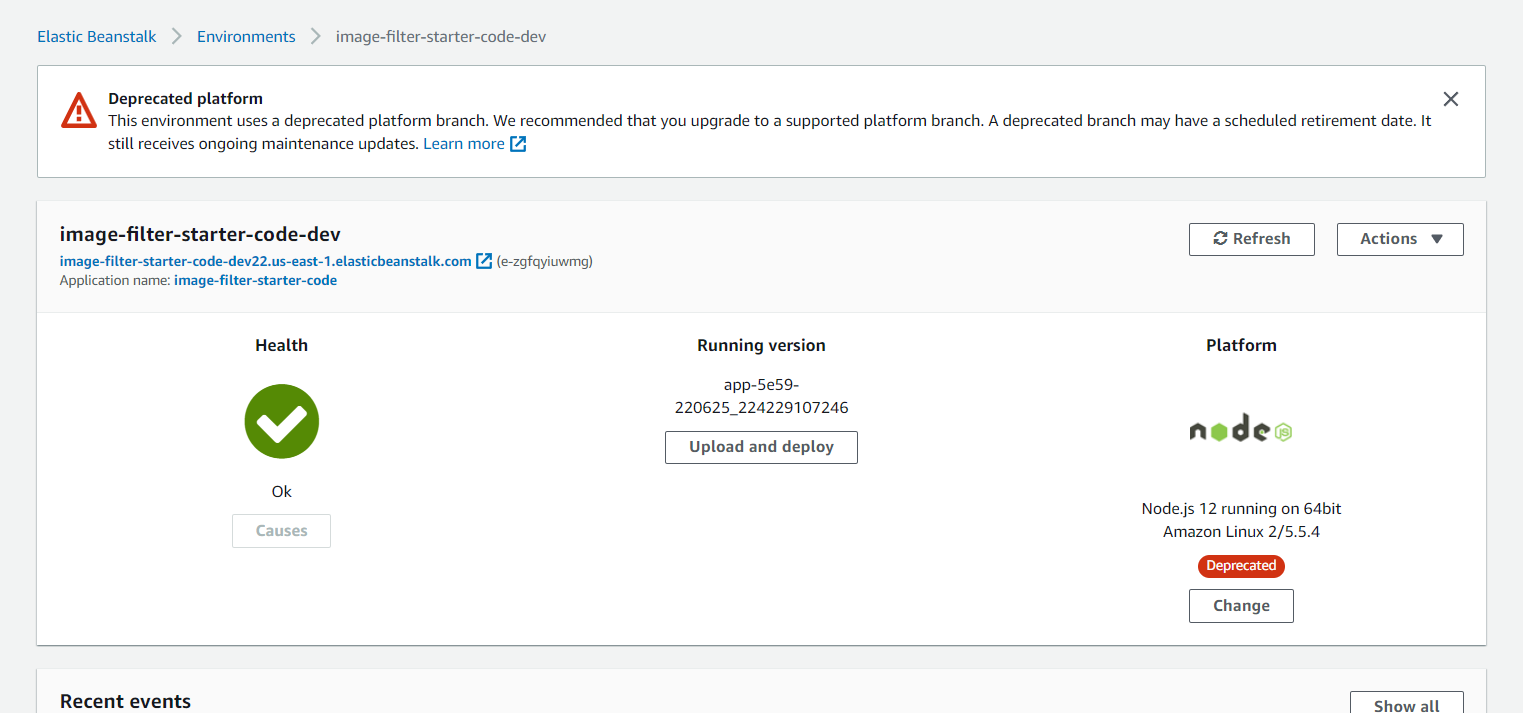 Elastic Beanstalk > Environments > image-filter-starter-code-dev
Deprecated platform
This environment uses a deprecated platform branch. We recommended that you upgrade to a supported platform branch. A deprecated branch may have a scheduled retirement date. It
still receives ongoing maintenance updates. Learn more
image-filter-starter-code-dev
Refresh
Actions
image-filter-starter-code-dev22.us-east-1.elasticbeanstalk.com (e-zgfqyiuwmg)
Application name: image-filter-starter-code
Health
Ok
Causes
Running version
app-5e59-
220625_224229107246
Upload and deploy
Platform
node JS
Node.js 12 running on 64bit
Amazon Linux 2/5.5.4
Deprecated
Change
Recent events
Show all